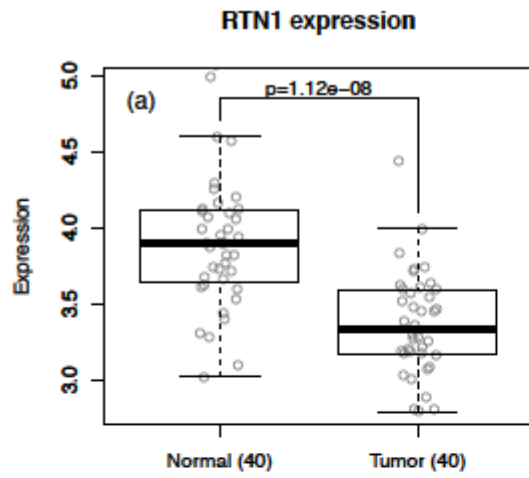 RTN1 expression
(a)
p=1.12e−08
Expression
5.0
4.5
4.0
3.5
3.0
Normal (40)
Tumor (40)